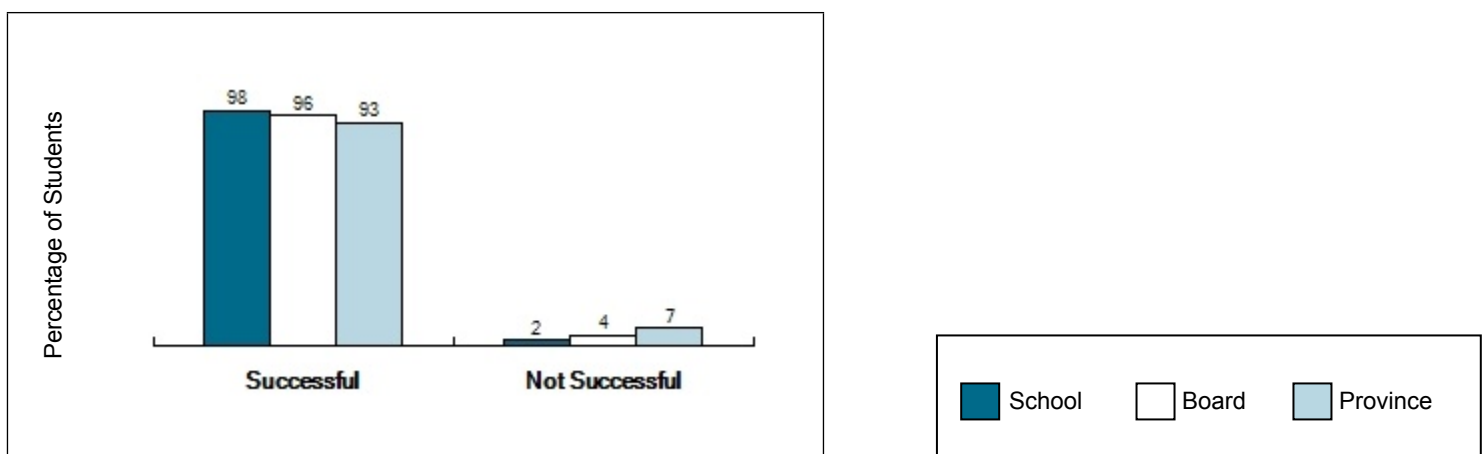 Percentage of Students
98 96 93
2 4 7
Successful Not Successful
School Board Province